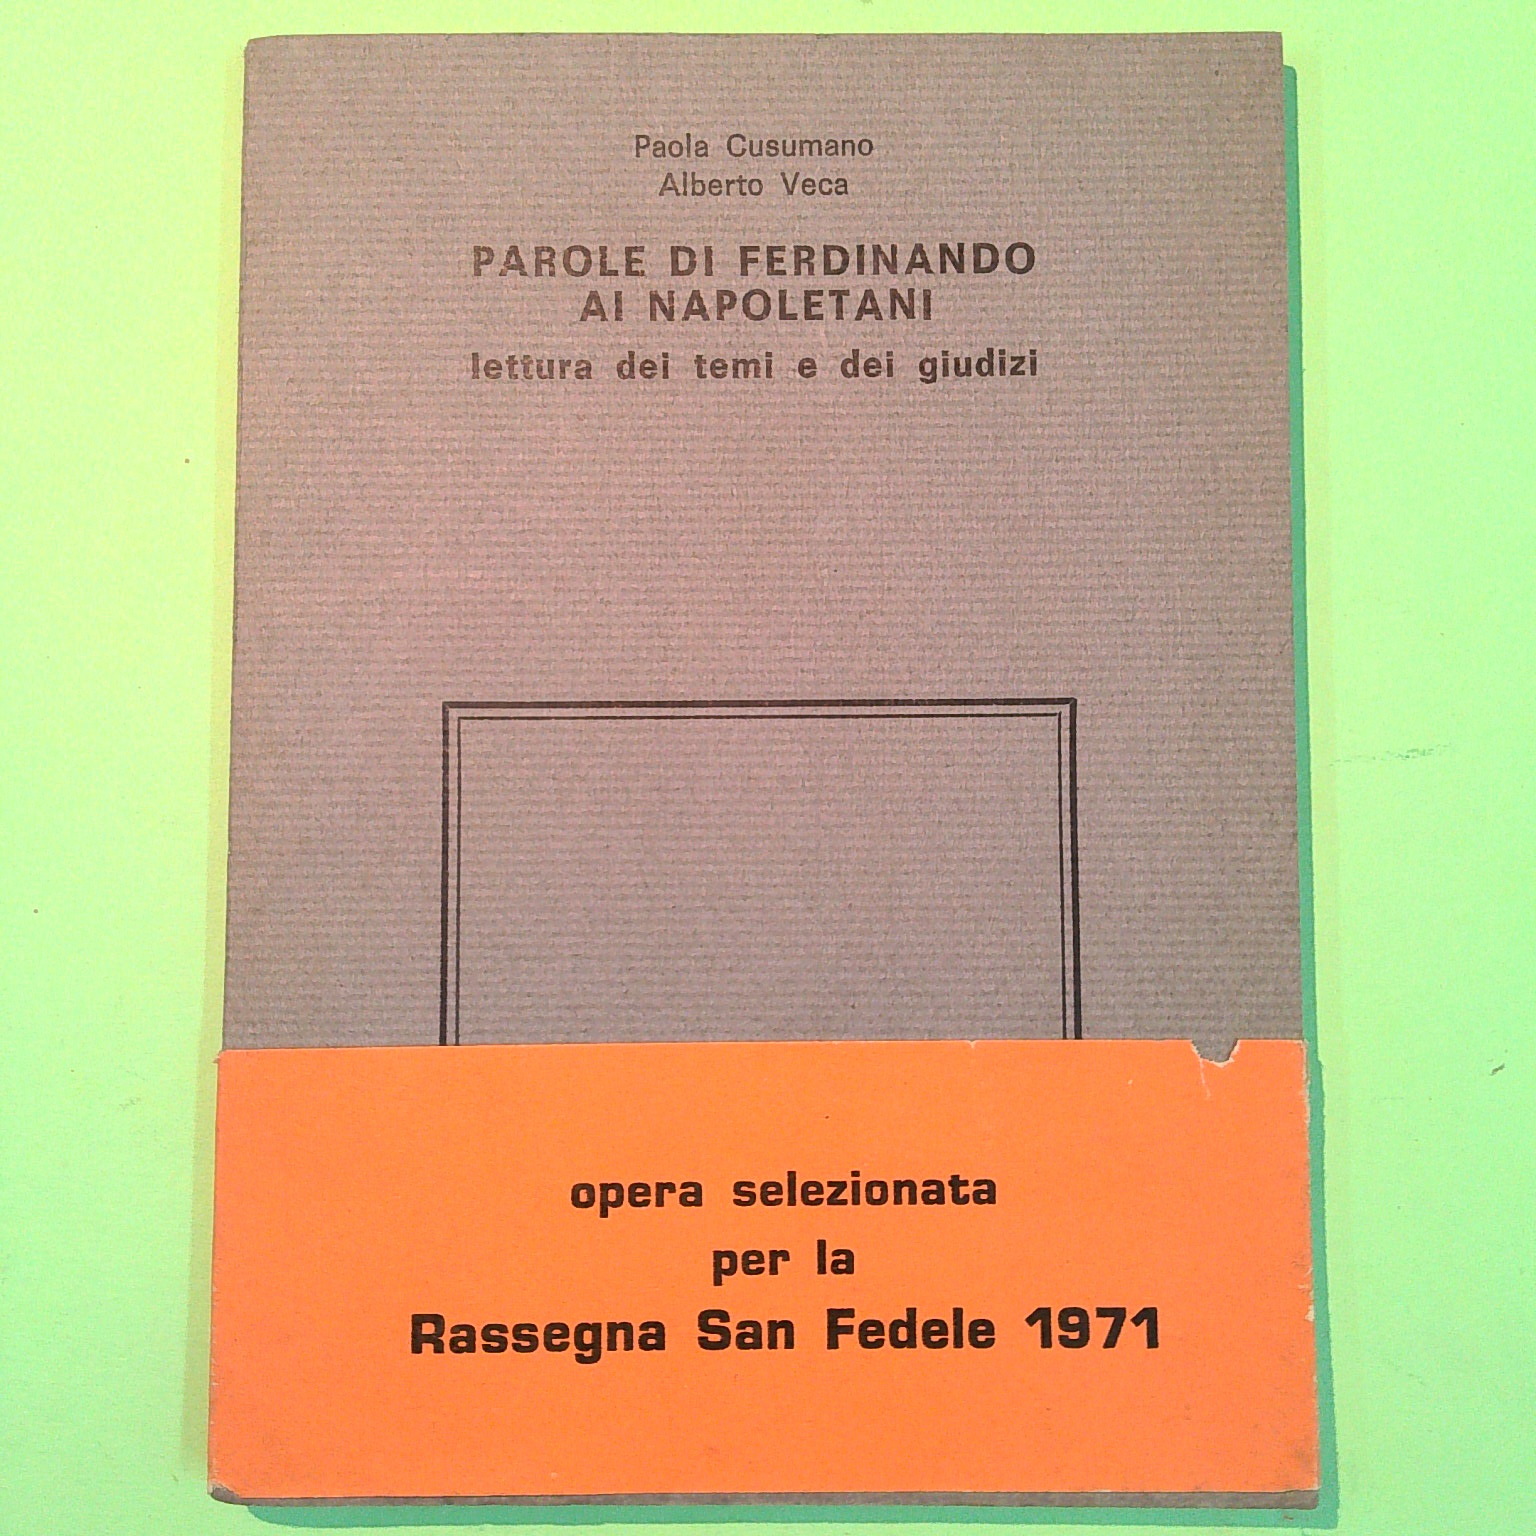 Paola Cusumano
Alberto Veca
PAROLE DI FERDINANDO
AI NAPOLETANI
lettura dei temi e dei giudizi
opera selezionata
per la
Rassegna San Fedele 1971